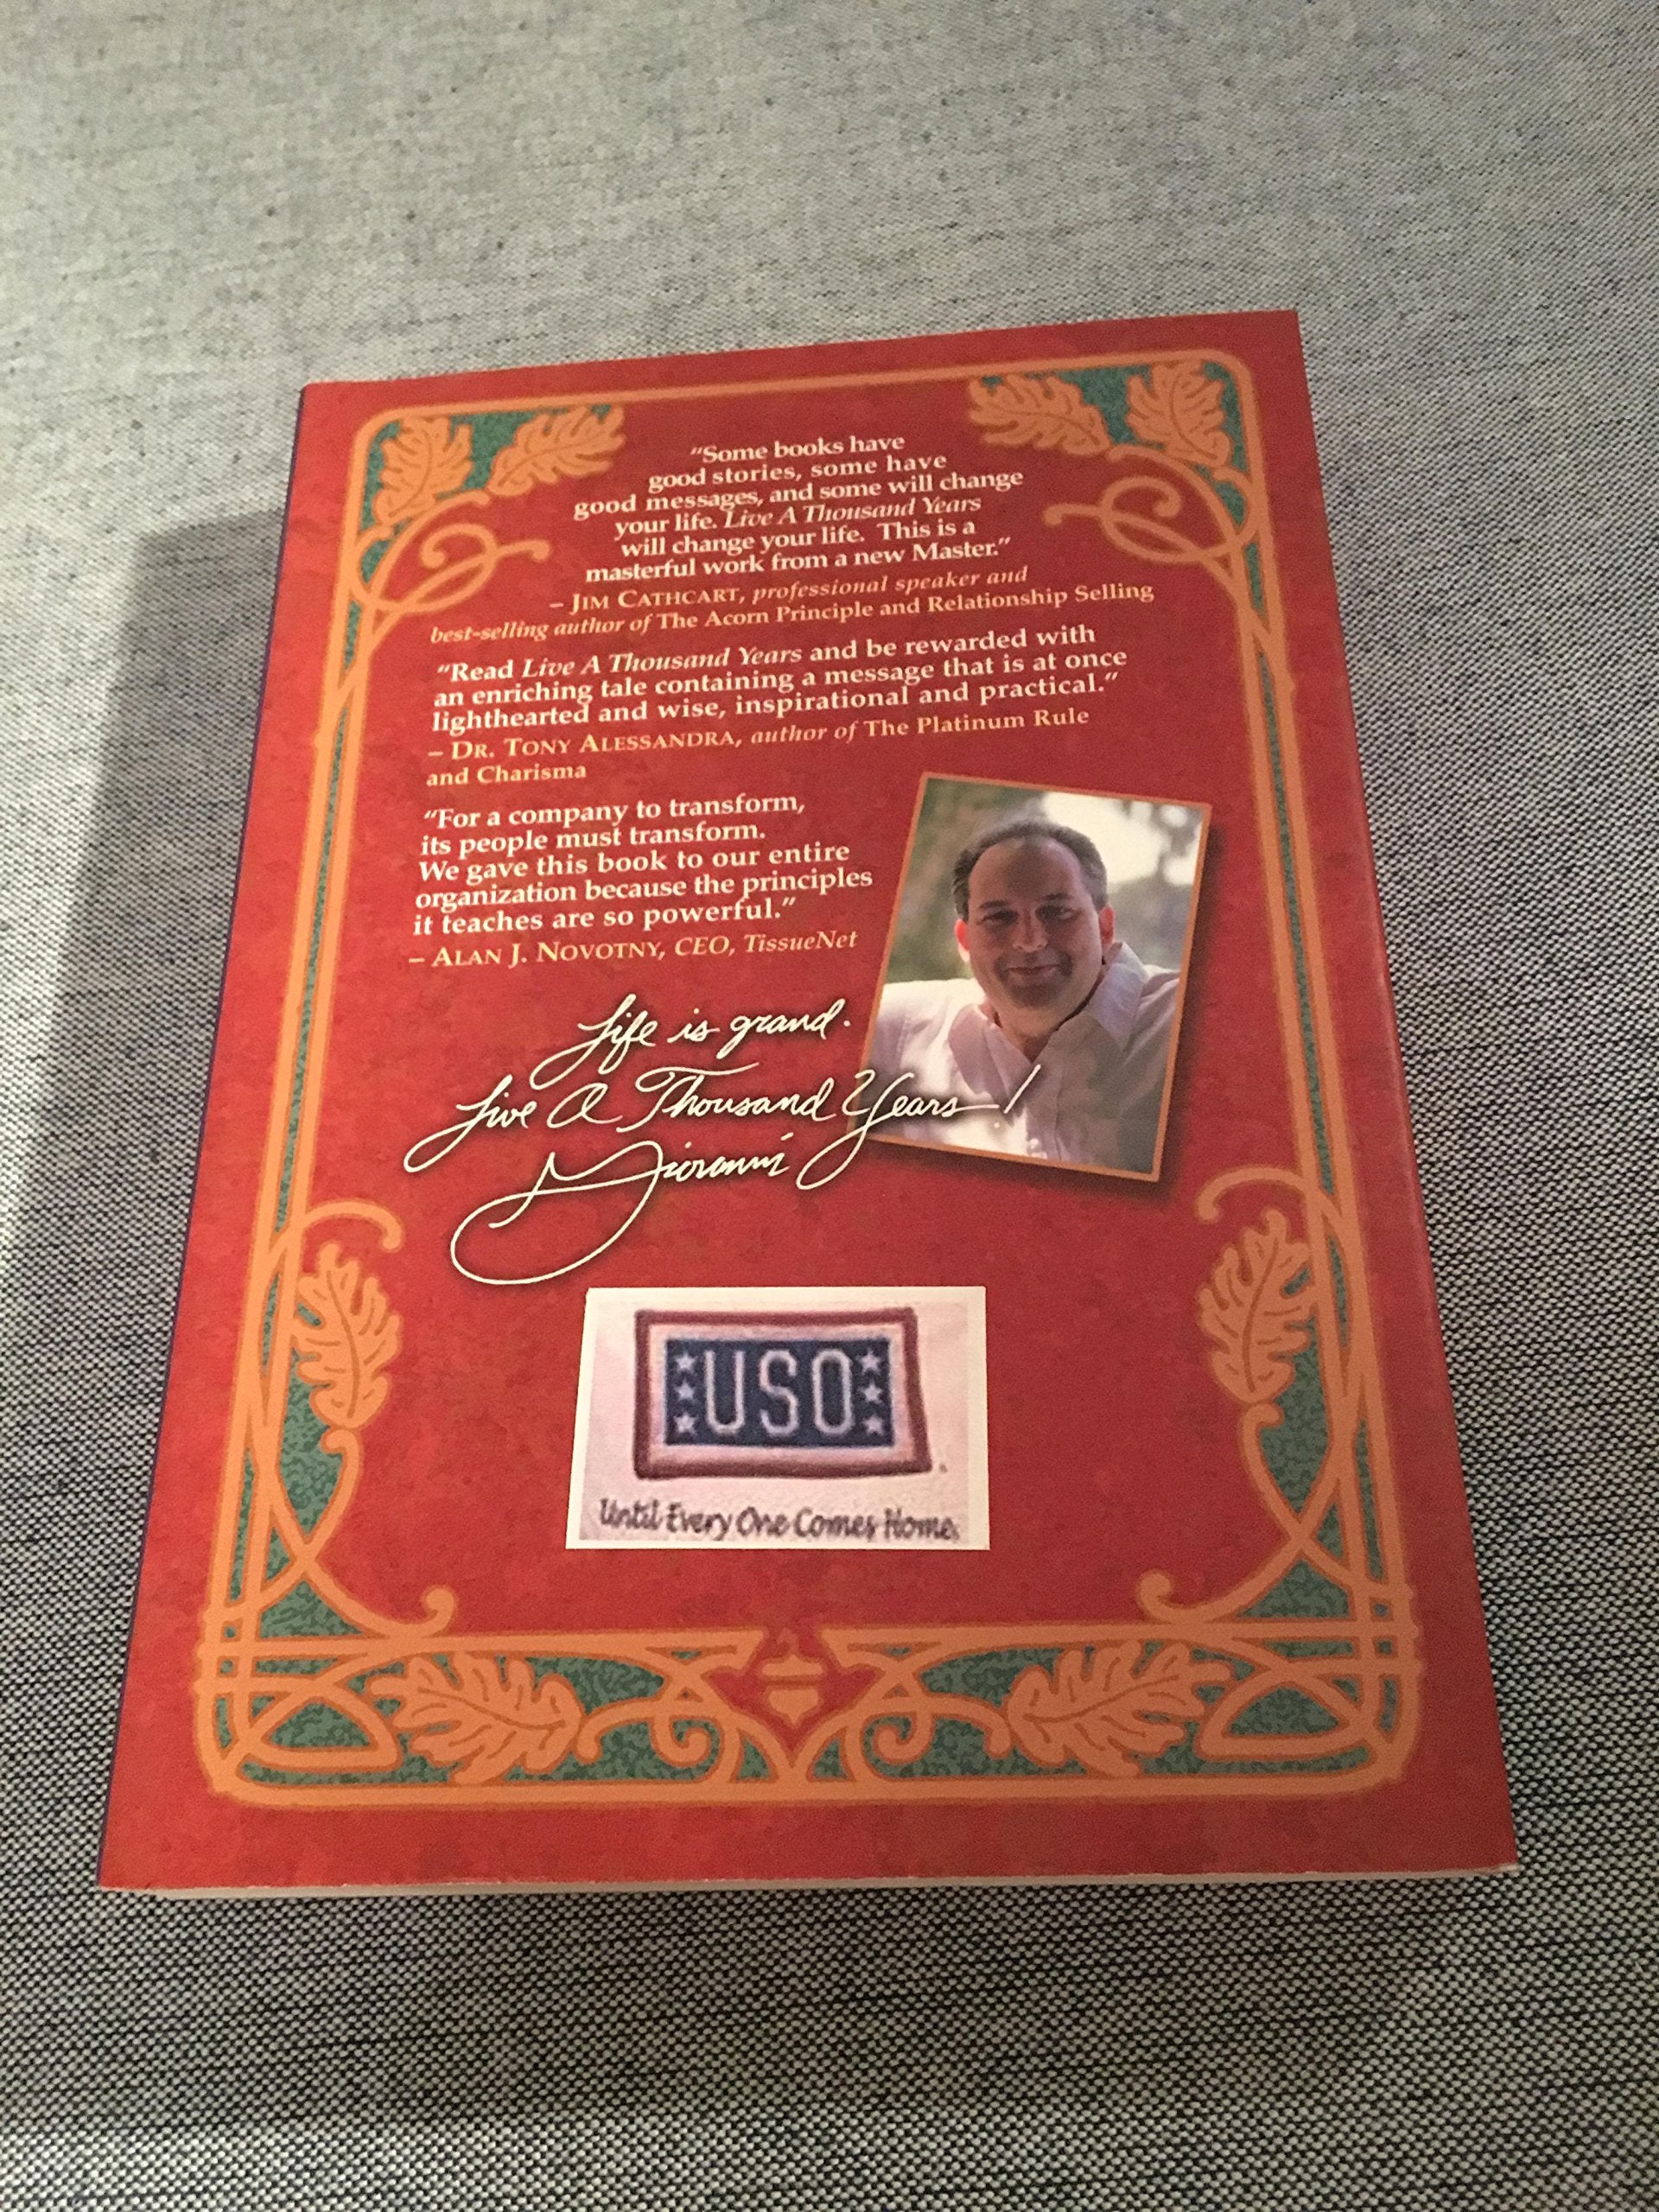 "Some books have
good stories, some have
good messages, and some will change
your life. Live A Thousand Years
will change your life. This is a
masterful work from a new Master."
– JIM CATHCART, professional speaker and
best-selling author of The Acorn Principle and Relationship Selling
"Read Live A Thousand Years and be rewarded with
an enriching tale containing a message that is at once
lighthearted and wise, inspirational and practical."
– DR. TONY ALESSANDRA, author of The Platinum Rule
and Charisma
"For a company to transform,
its people must transform.
We gave this book to our entire
organization because the principles
it teaches are so powerful."
– ALAN J. NOVOTNY, CEO, TissueNet
Life is grand.
Live A Thousand Years!
Giovanni
USO
Until Every One Comes Home.